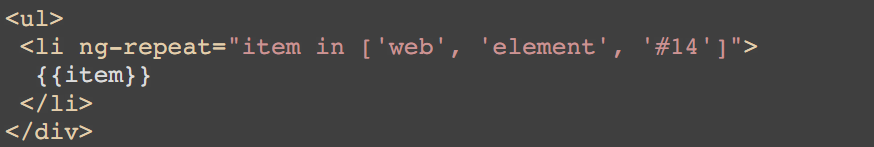 <ul>
<li ng-repeat="item in ['web', 'element', '#14']">
{{item}}
</li>
</div>